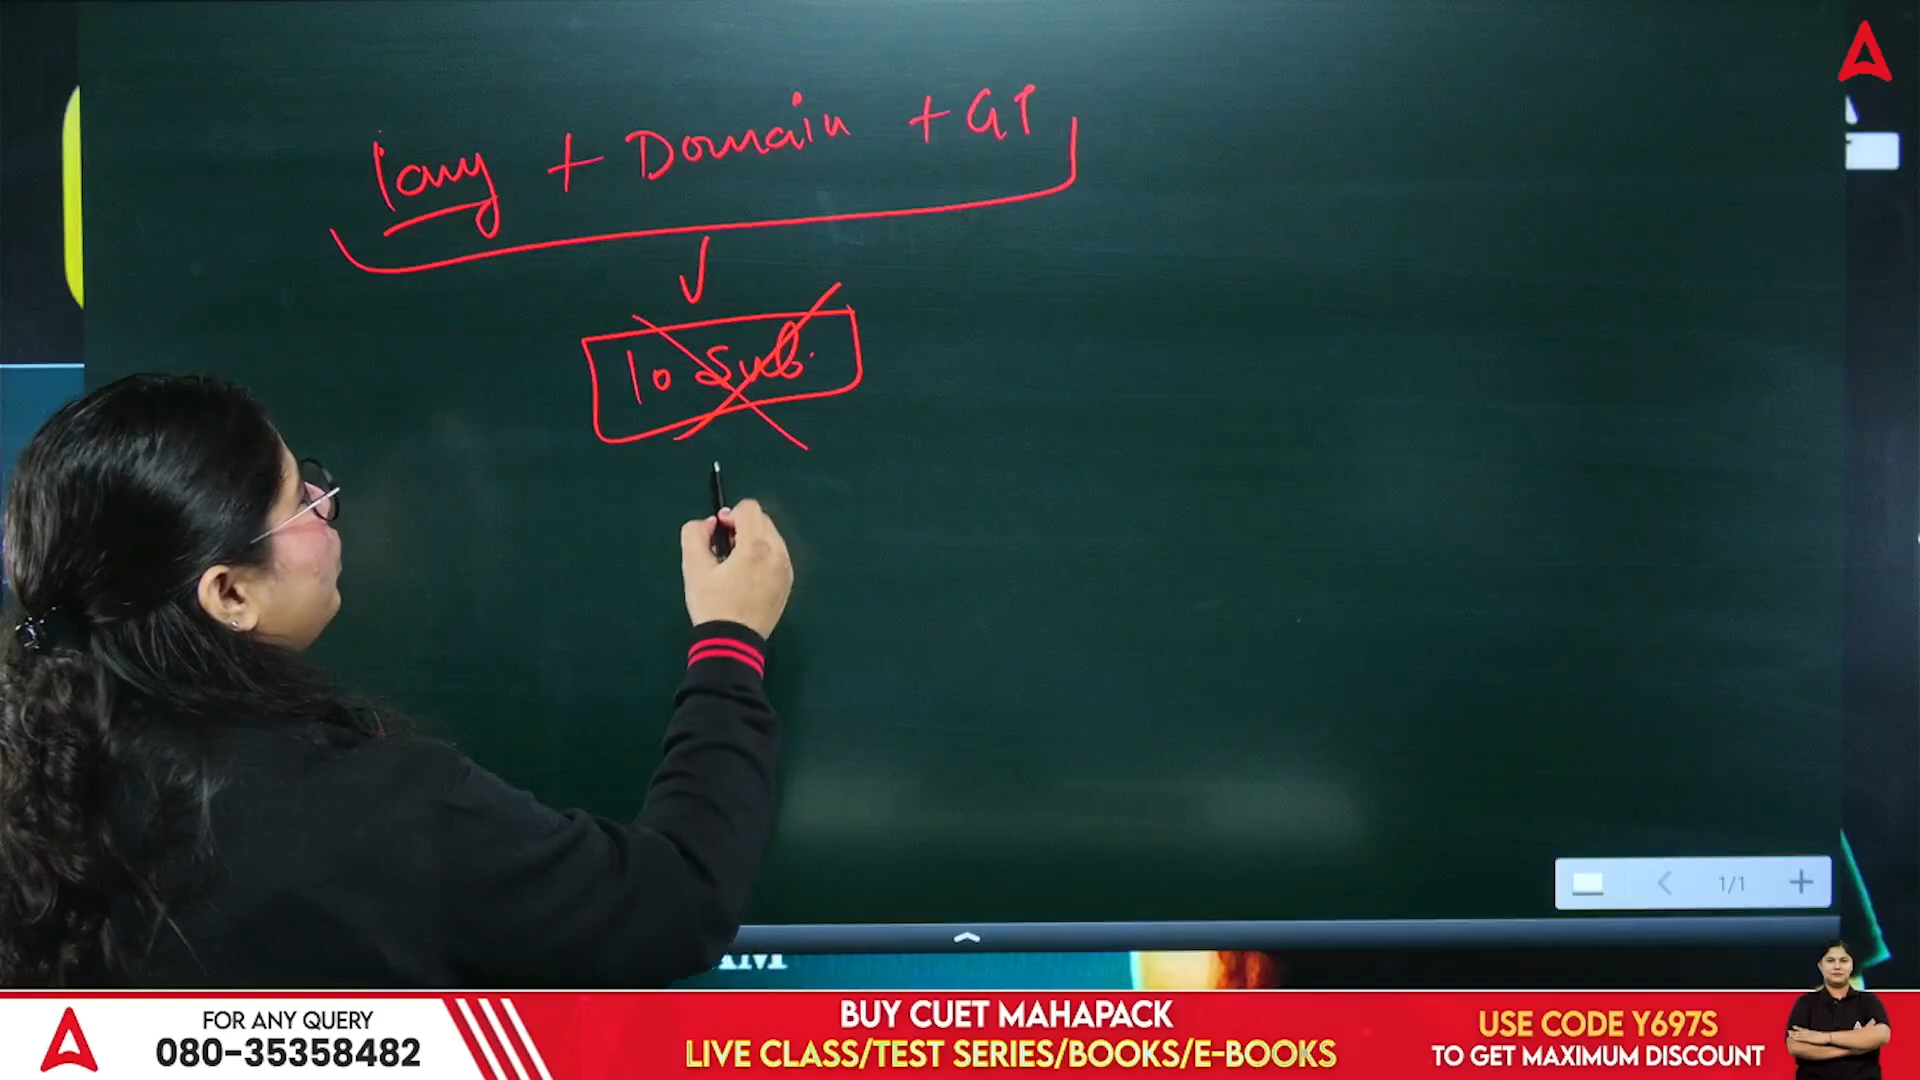 lang + Domain + GT
10 Sub.
1/1
FOR ANY QUERY
080-35358482
BUY CUET MAHAPACK
LIVE CLASS/TEST SERIES/BOOKS/E-BOOKS
USE CODE Y697S
TO GET MAXIMUM DISCOUNT